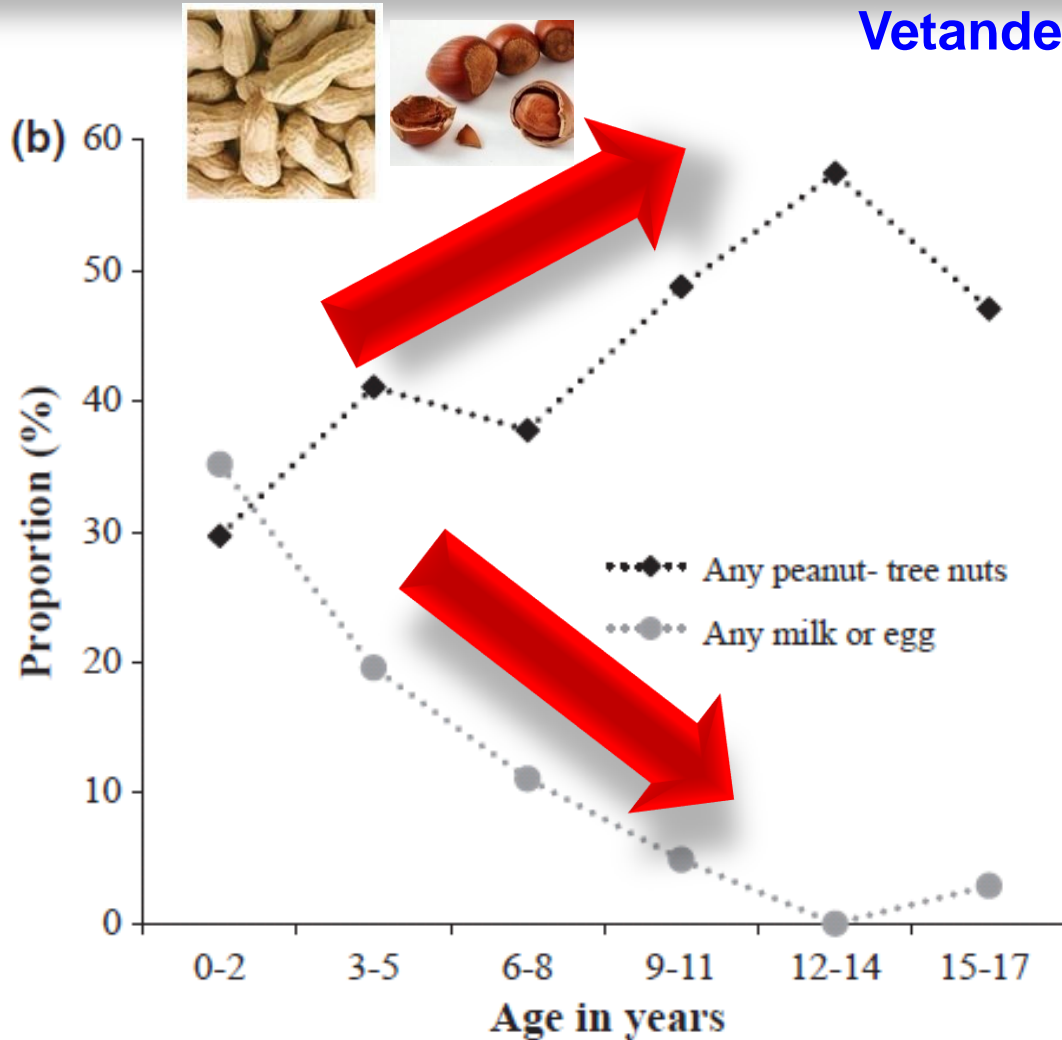 Vetande
(b)
60
50
40
30
20
10
0
Proportion (%)
Any peanut- tree nuts
Any milk or egg
0-2 3-5 6-8 9-11 12-14 15-17
Age in years